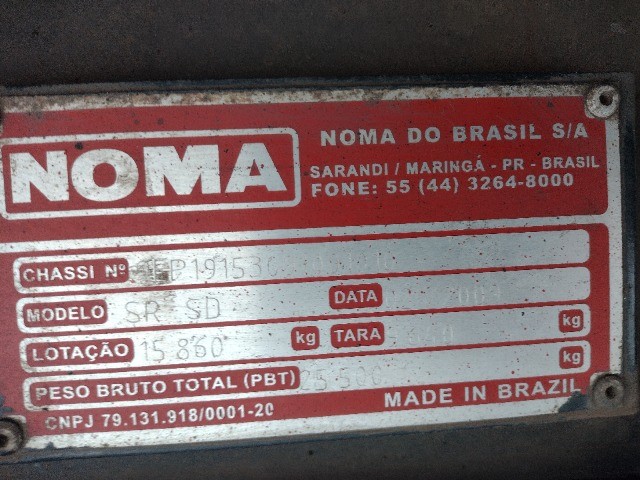 NOMA
NOMA DO BRASIL S/A
SARANDI / MARINGÁ - PR - BRASIL
FONE: 55 (44) 3264-8000
CHASSI Nº
MODELO SR SD DATA
LOTAÇÃO 15 860 kg TARA kg
PESO BRUTO TOTAL (PBT) 25 500 kg
CNPJ 79.131.918/0001-20
MADE IN BRAZIL